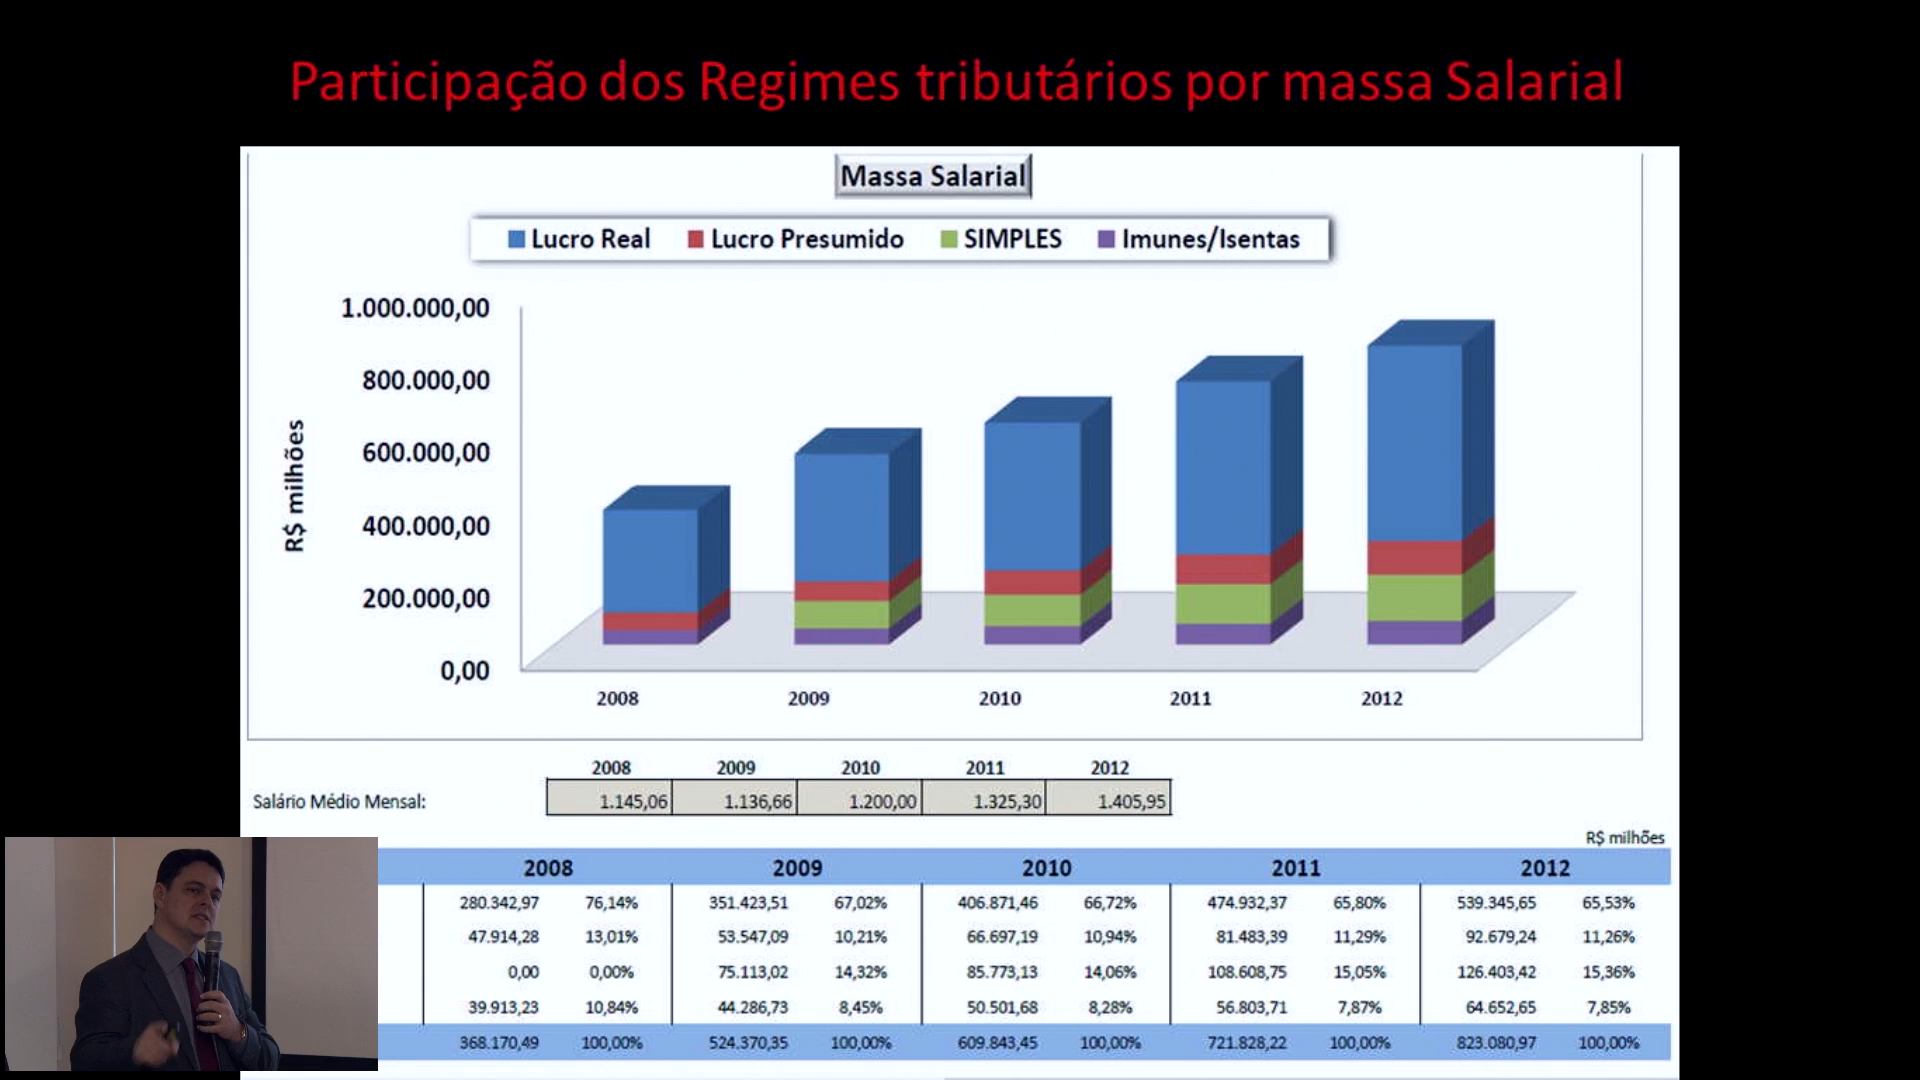 Participação dos Regimes tributários por massa Salarial
Massa Salarial
Lucro Real Lucro Presumido SIMPLES Imunes/Isentas
1.000.000,00
800.000,00
600.000,00
400.000,00
200.000,00
0,00
R$ milhões
2008 2009 2010 2011 2012
2008 2009 2010 2011 2012
Salário Médio Mensal: 1.145,06 1.136,66 1.200,00 1.325,30 1.405,95
R$ milhões
2008 2009 2010 2011 2012
280.342,97 76,14% 351.423,51 67,02% 406.871,46 66,72% 474.932,37 65,80% 539.345,65 65,53%
47.914,28 13,01% 53.547,09 10,21% 66.697,19 10,94% 81.483,39 11,29% 92.679,24 11,26%
0,00 0,00% 75.113,02 14,32% 85.773,13 14,06% 108.608,75 15,05% 126.403,42 15,36%
39.913,23 10,84% 44.286,73 8,45% 50.501,68 8,28% 56.803,71 7,87% 64.652,65 7,85%
368.170,49 100,00% 524.370,35 100,00% 609.843,45 100,00% 721.828,22 100,00% 823.080,97 100,00%